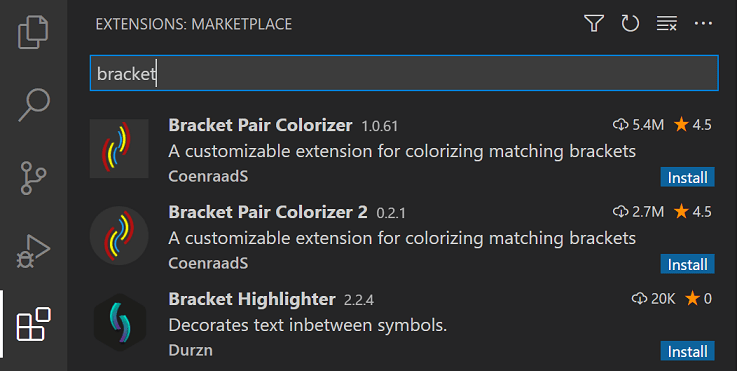 EXTENSIONS: MARKETPLACE
bracket
Bracket Pair Colorizer 1.0.61 5.4M 4.5
A customizable extension for colorizing matching brackets
CoenraadS Install
Bracket Pair Colorizer 2 0.2.1 2.7M 4.5
A customizable extension for colorizing matching brackets
CoenraadS Install
Bracket Highlighter 2.2.4 20K 0
Decorates text inbetween symbols.
Durzn Install